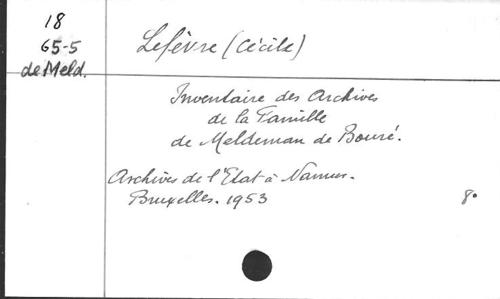 18
65-5
de Meld.
Lefèvre (Cécile)
Inventaire des Archives
de la Famille
de Meldeman de Bouré.
Archives de l'Etat à Namur.
Bruxelles. 1953
8°